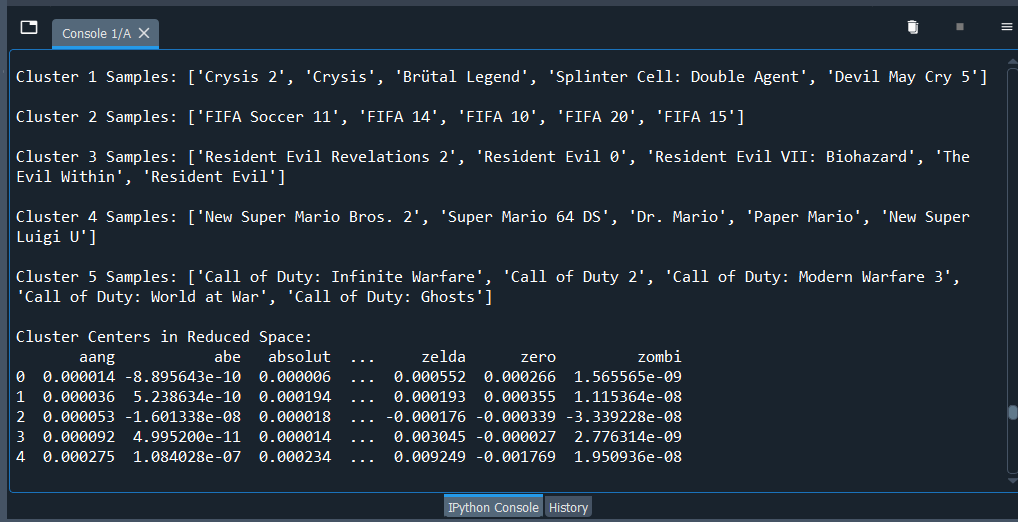 Console 1/A
Cluster 1 Samples: ['Crysis 2', 'Crysis', 'Brütal Legend', 'Splinter Cell: Double Agent', 'Devil May Cry 5']
Cluster 2 Samples: ['FIFA Soccer 11', 'FIFA 14', 'FIFA 10', 'FIFA 20', 'FIFA 15']
Cluster 3 Samples: ['Resident Evil Revelations 2', 'Resident Evil 0', 'Resident Evil VII: Biohazard', 'The
Evil Within', 'Resident Evil']
Cluster 4 Samples: ['New Super Mario Bros. 2', 'Super Mario 64 DS', 'Dr. Mario', 'Paper Mario', 'New Super
Luigi U']
Cluster 5 Samples: ['Call of Duty: Infinite Warfare', 'Call of Duty 2', 'Call of Duty: Modern Warfare 3',
'Call of Duty: World at War', 'Call of Duty: Ghosts']
Cluster Centers in Reduced Space:
aang abe absolut ... zelda zero zombi
0 0.000014 -8.895643e-10 0.000006 ... 0.000552 0.000266 1.565565e-09
1 0.000036 5.238634e-10 0.000194 ... 0.000193 0.000355 1.115364e-08
2 0.000053 -1.601338e-08 0.000018 ... -0.000176 -0.000339 -3.339228e-08
3 0.000092 4.995200e-11 0.000014 ... 0.003045 -0.000027 2.776314e-09
4 0.000275 1.084028e-07 0.000234 ... 0.009249 -0.001769 1.950936e-08
IPython Console History